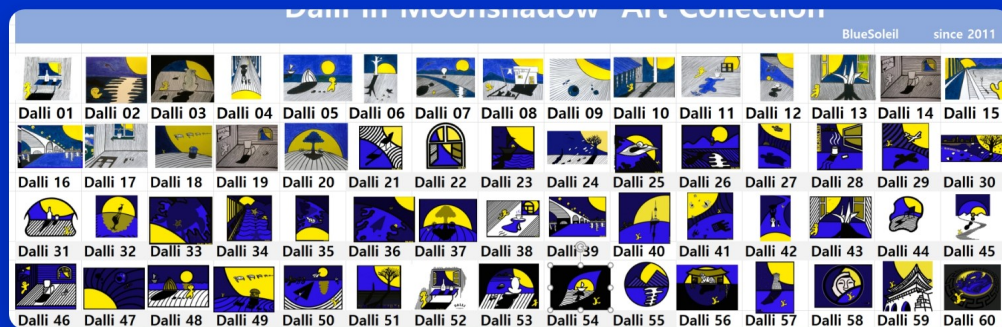 Dalli in Moonshadow Art Collection
BlueSoleil since 2011
Dalli 01 Dalli 02 Dalli 03 Dalli 04 Dalli 05 Dalli 06 Dalli 07 Dalli 08 Dalli 09 Dalli 10 Dalli 11 Dalli 12 Dalli 13 Dalli 14 Dalli 15
Dalli 16 Dalli 17 Dalli 18 Dalli 19 Dalli 20 Dalli 21 Dalli 22 Dalli 23 Dalli 24 Dalli 25 Dalli 26 Dalli 27 Dalli 28 Dalli 29 Dalli 30
Dalli 31 Dalli 32 Dalli 33 Dalli 34 Dalli 35 Dalli 36 Dalli 37 Dalli 38 Dalli 39 Dalli 40 Dalli 41 Dalli 42 Dalli 43 Dalli 44 Dalli 45
Dalli 46 Dalli 47 Dalli 48 Dalli 49 Dalli 50 Dalli 51 Dalli 52 Dalli 53 Dalli 54 Dalli 55 Dalli 56 Dalli 57 Dalli 58 Dalli 59 Dalli 60